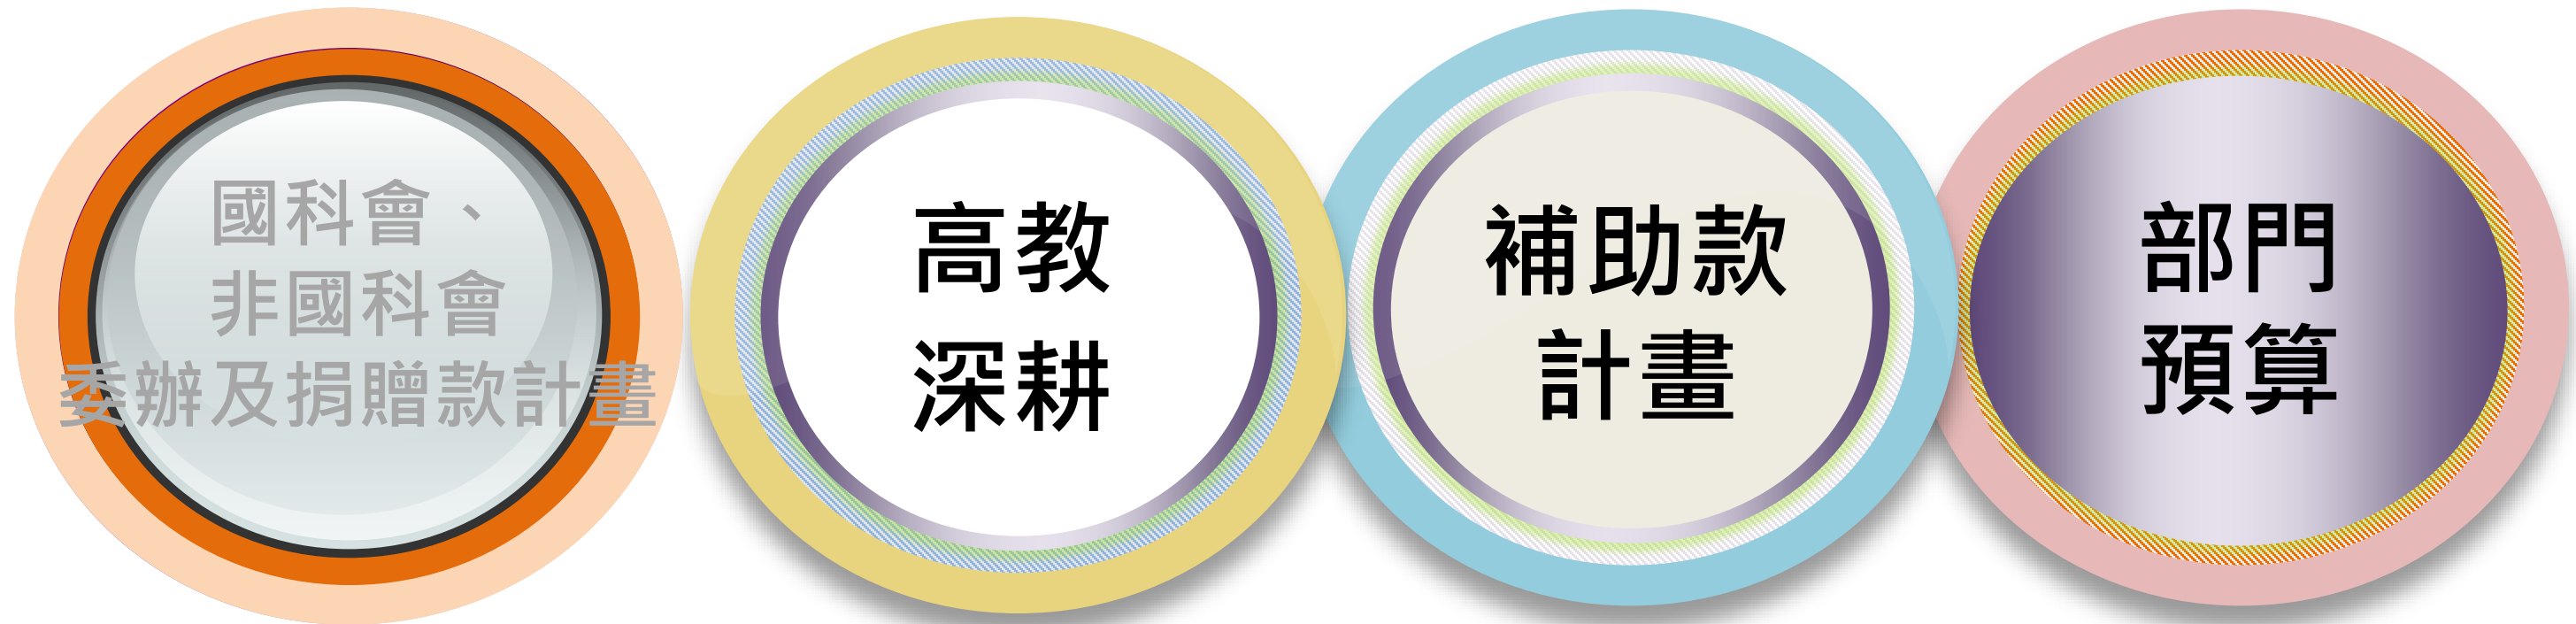 國科會、
非國科會
委辦及捐贈款計畫
高教
深耕
補助款
計畫
部門
預算